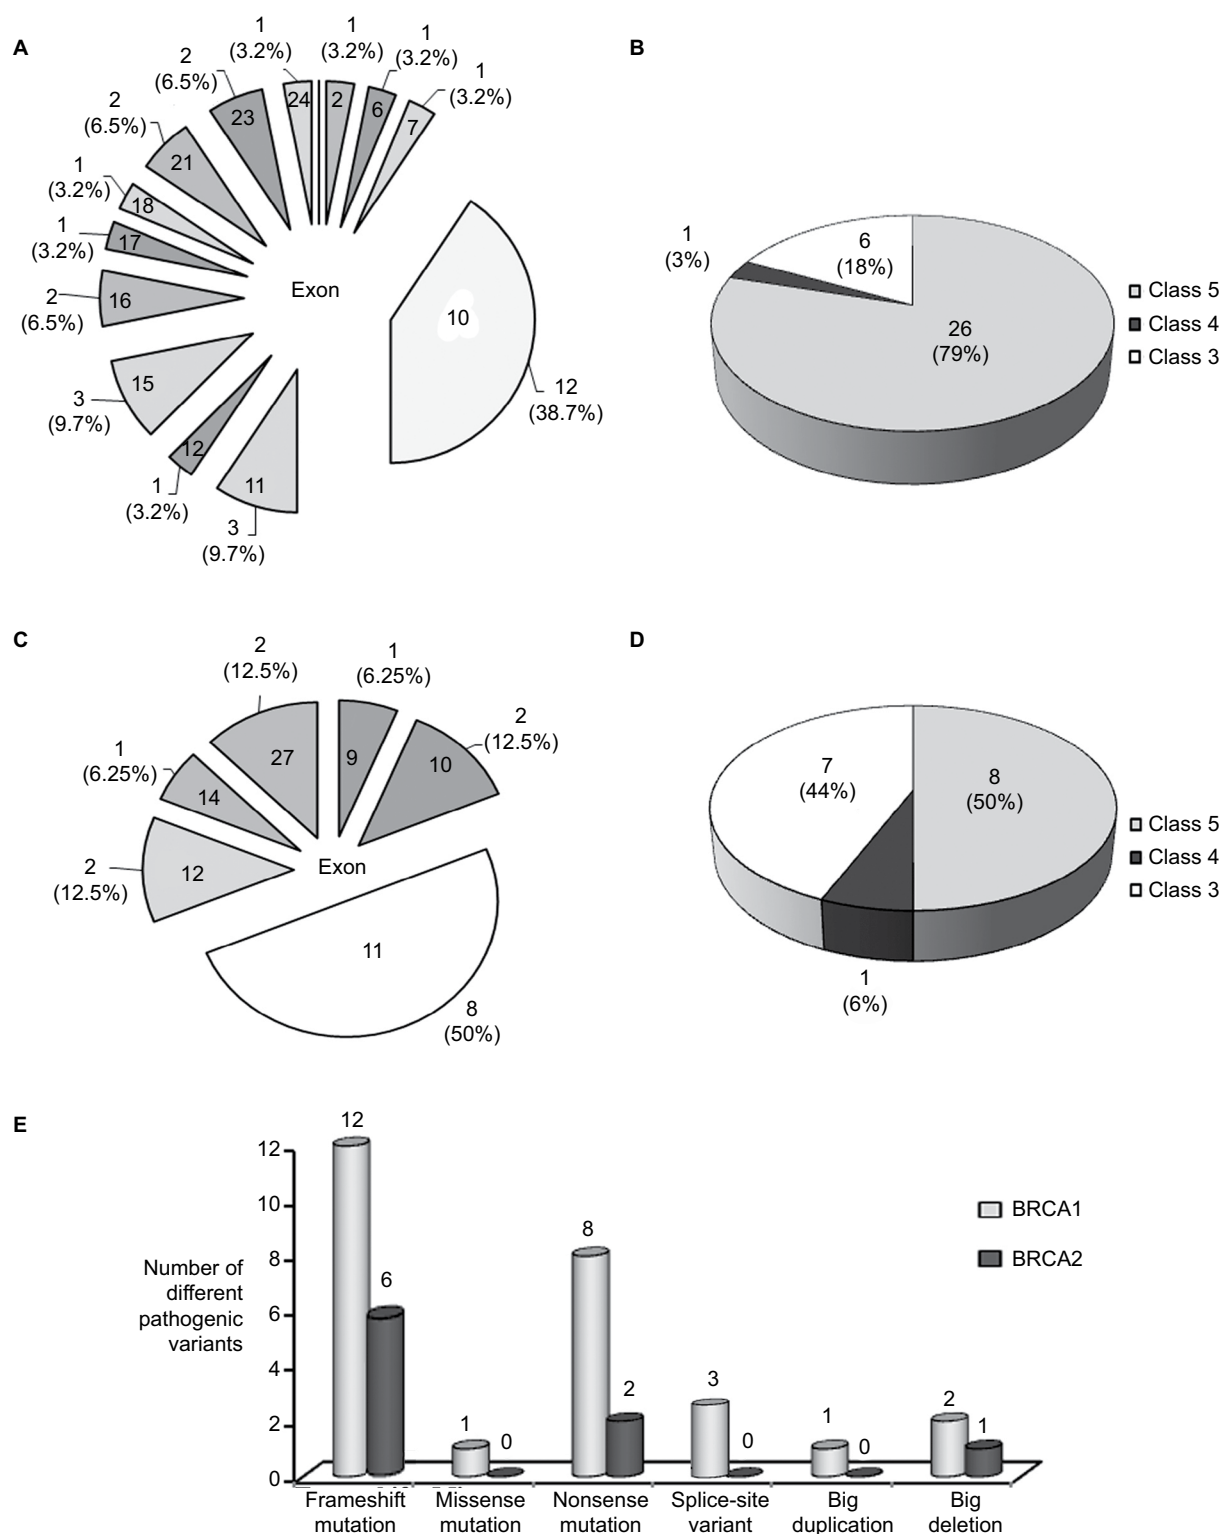 A
1
(3.2%)
1
(3.2%)
1
(3.2%)
1
(3.2%)
2
(6.5%)
2
(6.5%)
1
(3.2%)
1
(3.2%)
2
(6.5%)
3
(9.7%)
1
(3.2%)
3
(9.7%)
12
(38.7%)
24
2
6
7
23
21
18
17
16
15
12
11
10
Exon
B
1
(3%)
6
(18%)
26
(79%)
Class 5
Class 4
Class 3
C
2
(12.5%)
1
(6.25%)
2
(12.5%)
1
(6.25%)
2
(12.5%)
8
(50%)
27
9
10
14
12
11
Exon
D
7
(44%)
8
(50%)
1
(6%)
Class 5
Class 4
Class 3
E
Number of
different
pathogenic
variants
12
10
8
6
4
2
0
12
6
1
0
8
2
3
0
1
0
2
1
BRCA1
BRCA2
Frameshift
mutation
Missense
mutation
Nonsense
mutation
Splice-site
variant
Big
duplication
Big
deletion